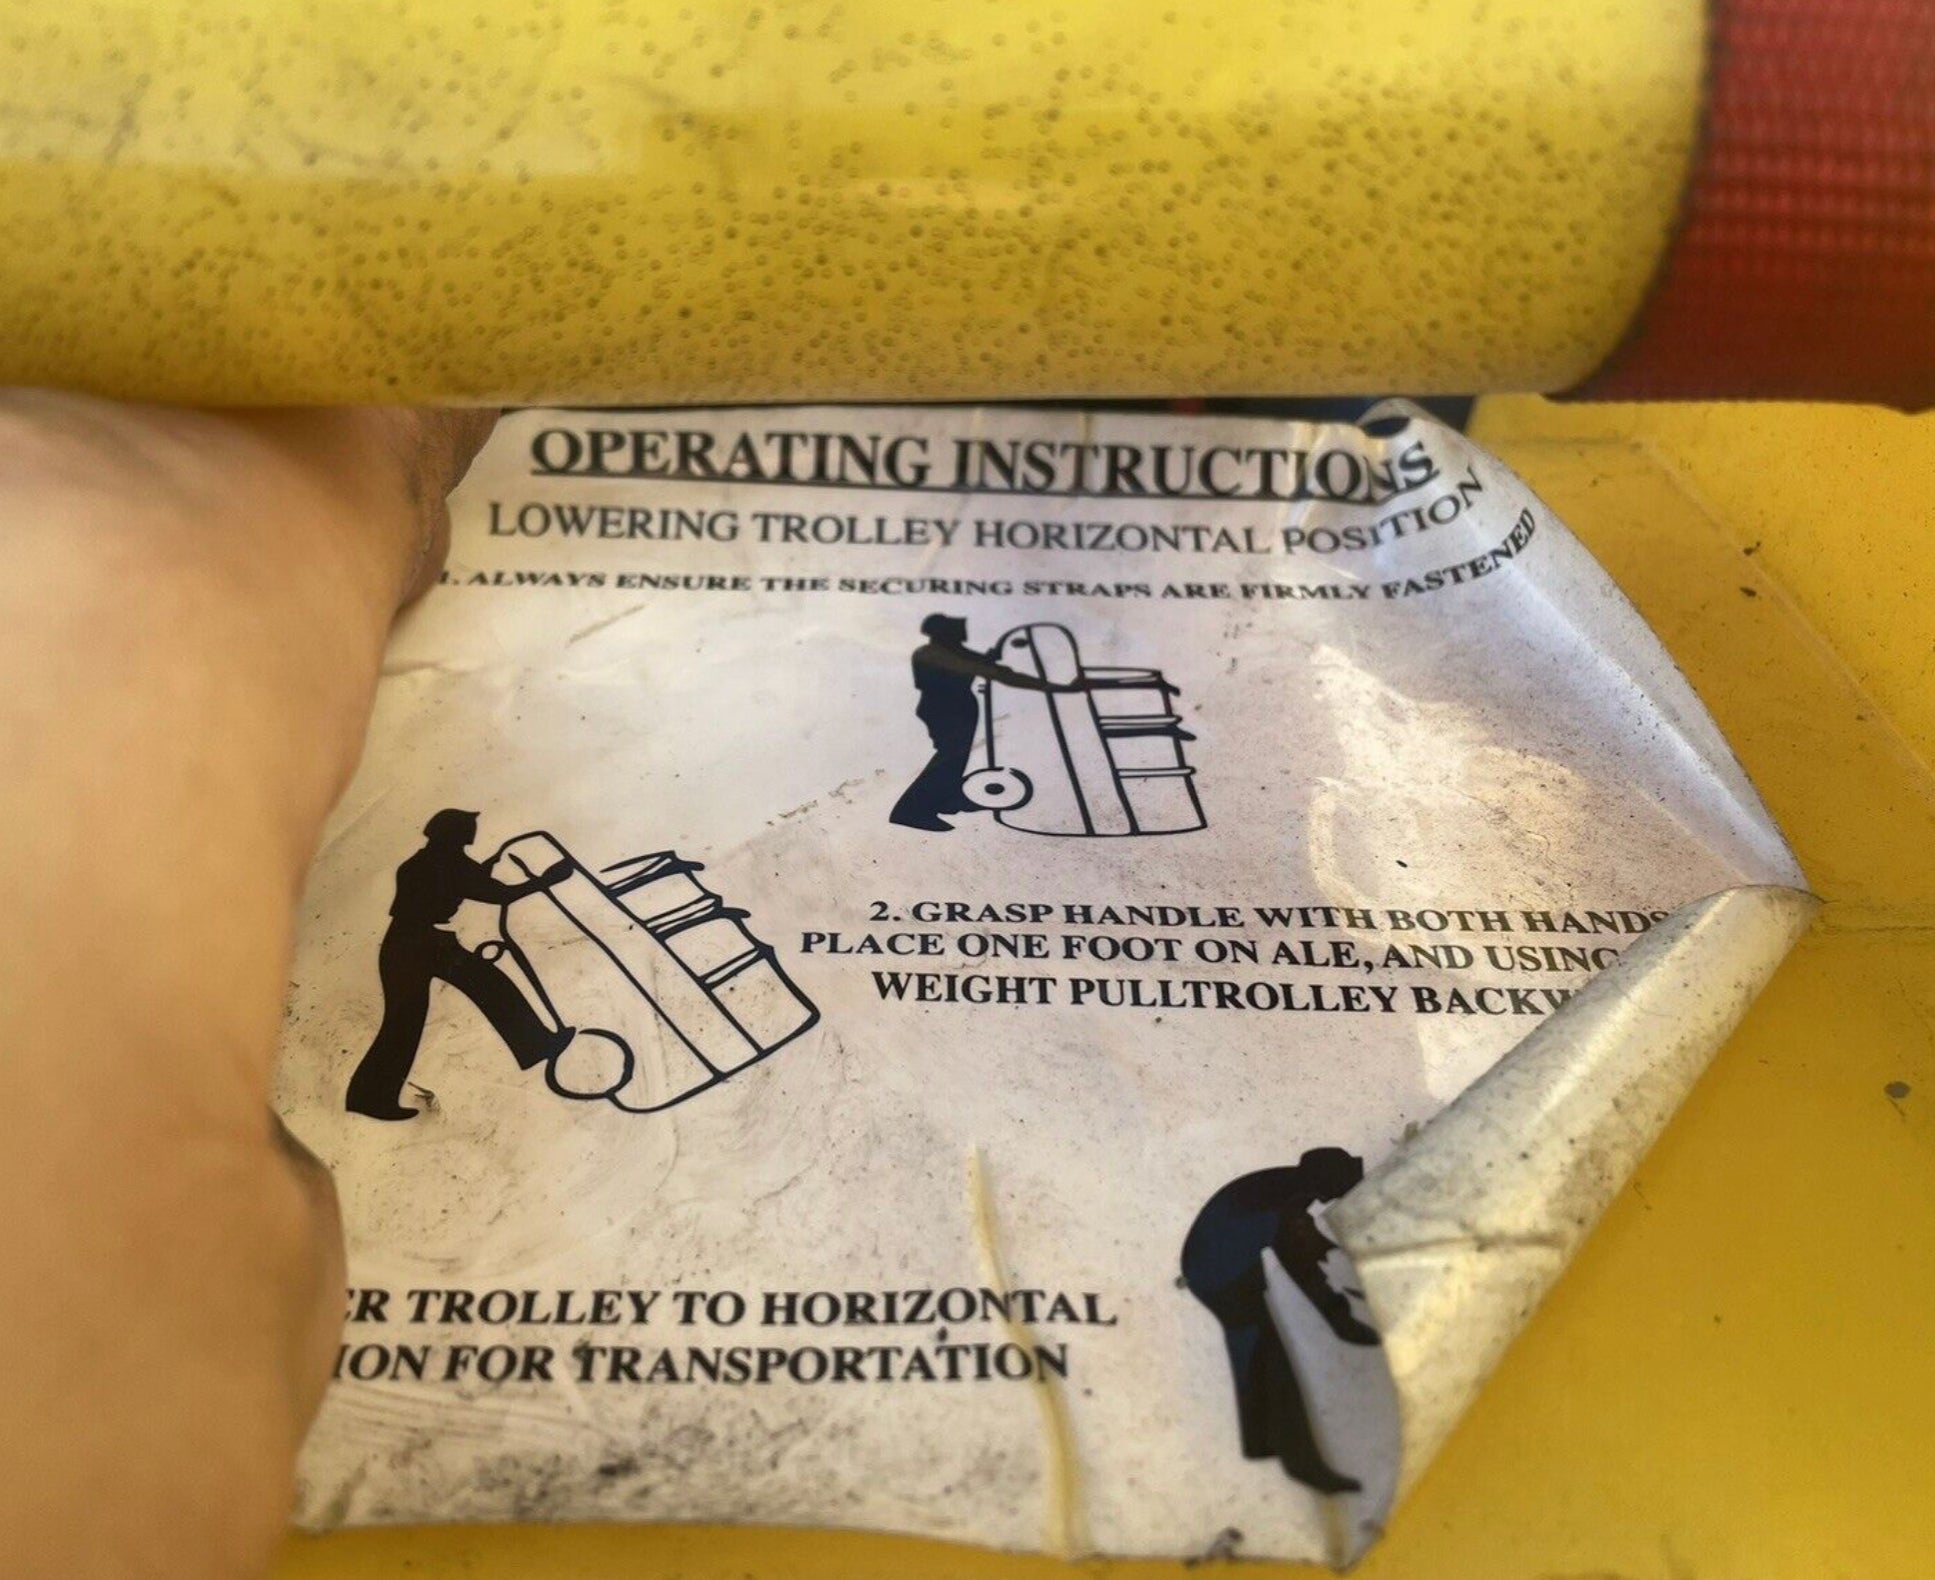 OPERATING INSTRUCTIONS
LOWERING TROLLEY HORIZONTAL POSITION
1. ALWAYS ENSURE THE SECURING STRAPS ARE FIRMLY FASTENED
2. GRASP HANDLE WITH BOTH HANDS
PLACE ONE FOOT ON ALE, AND USING
WEIGHT PULLTROLLEY
TROLLEY TO HORIZONTAL
FOR TRANSPORTATION